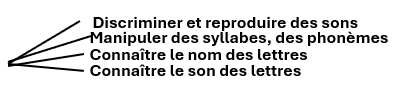 Discriminer et reproduire des sons
Manipuler des syllabes, des phonèmes
Connaître le nom des lettres
Connaître le son des lettres